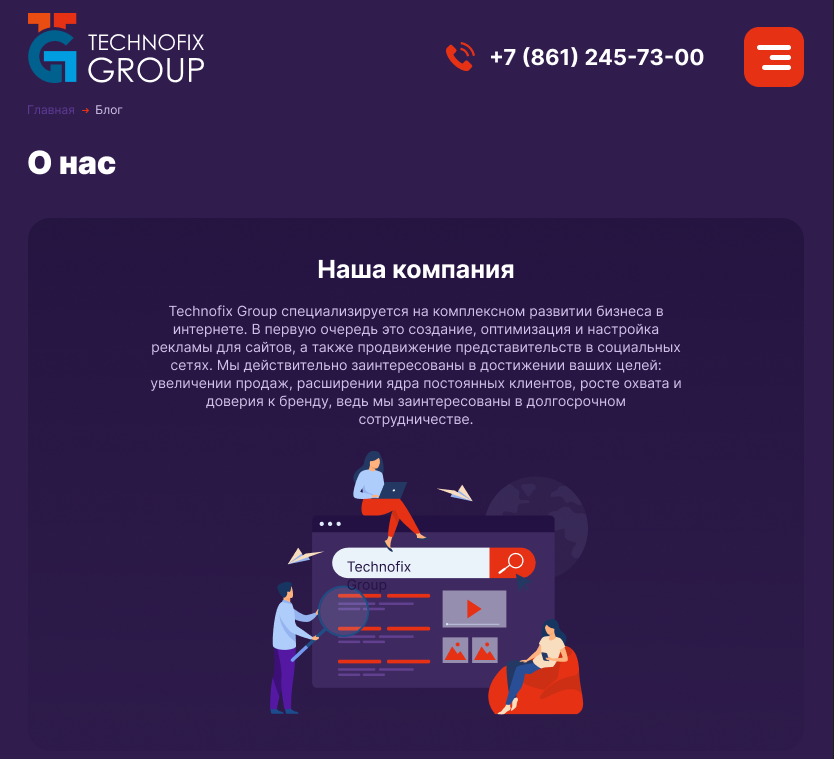 TECHNOFIX
GROUP
+7 (861) 245-73-00
Главная → Блог
О нас
Наша компания
Technofix Group специализируется на комплексном развитии бизнеса в
интернете. В первую очередь это создание, оптимизация и настройка
рекламы для сайтов, а также продвижение представительств в социальных
сетях. Мы действительно заинтересованы в достижении ваших целей:
увеличении продаж, расширении ядра постоянных клиентов, росте охвата и
доверия к бренду, ведь мы заинтересованы в долгосрочном
сотрудничестве.
Technofix
Group